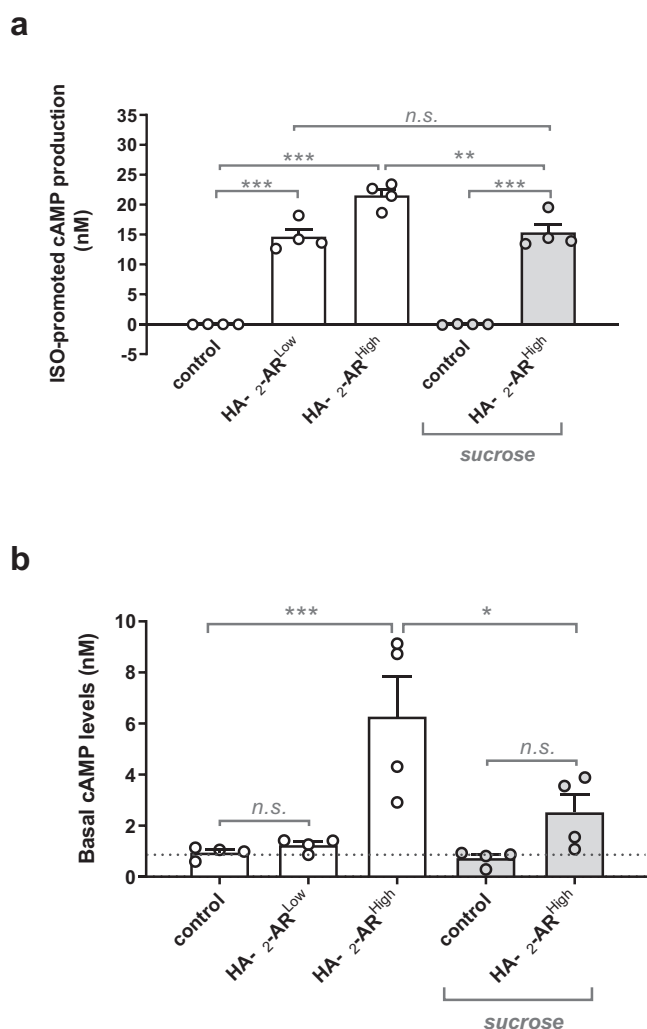 a
ISO-promoted cAMP production
(nM)
35
30
25
20
15
10
5
0
-5
n.s.
***
**
***
***
control
HA- 2-AR^Low
HA- 2-AR^High
control
HA- 2-AR^High
sucrose
b
Basal cAMP levels (nM)
10
8
6
4
2
0
***
*
n.s.
n.s.
control
HA- 2-AR^Low
HA- 2-AR^High
control
HA- 2-AR^High
sucrose